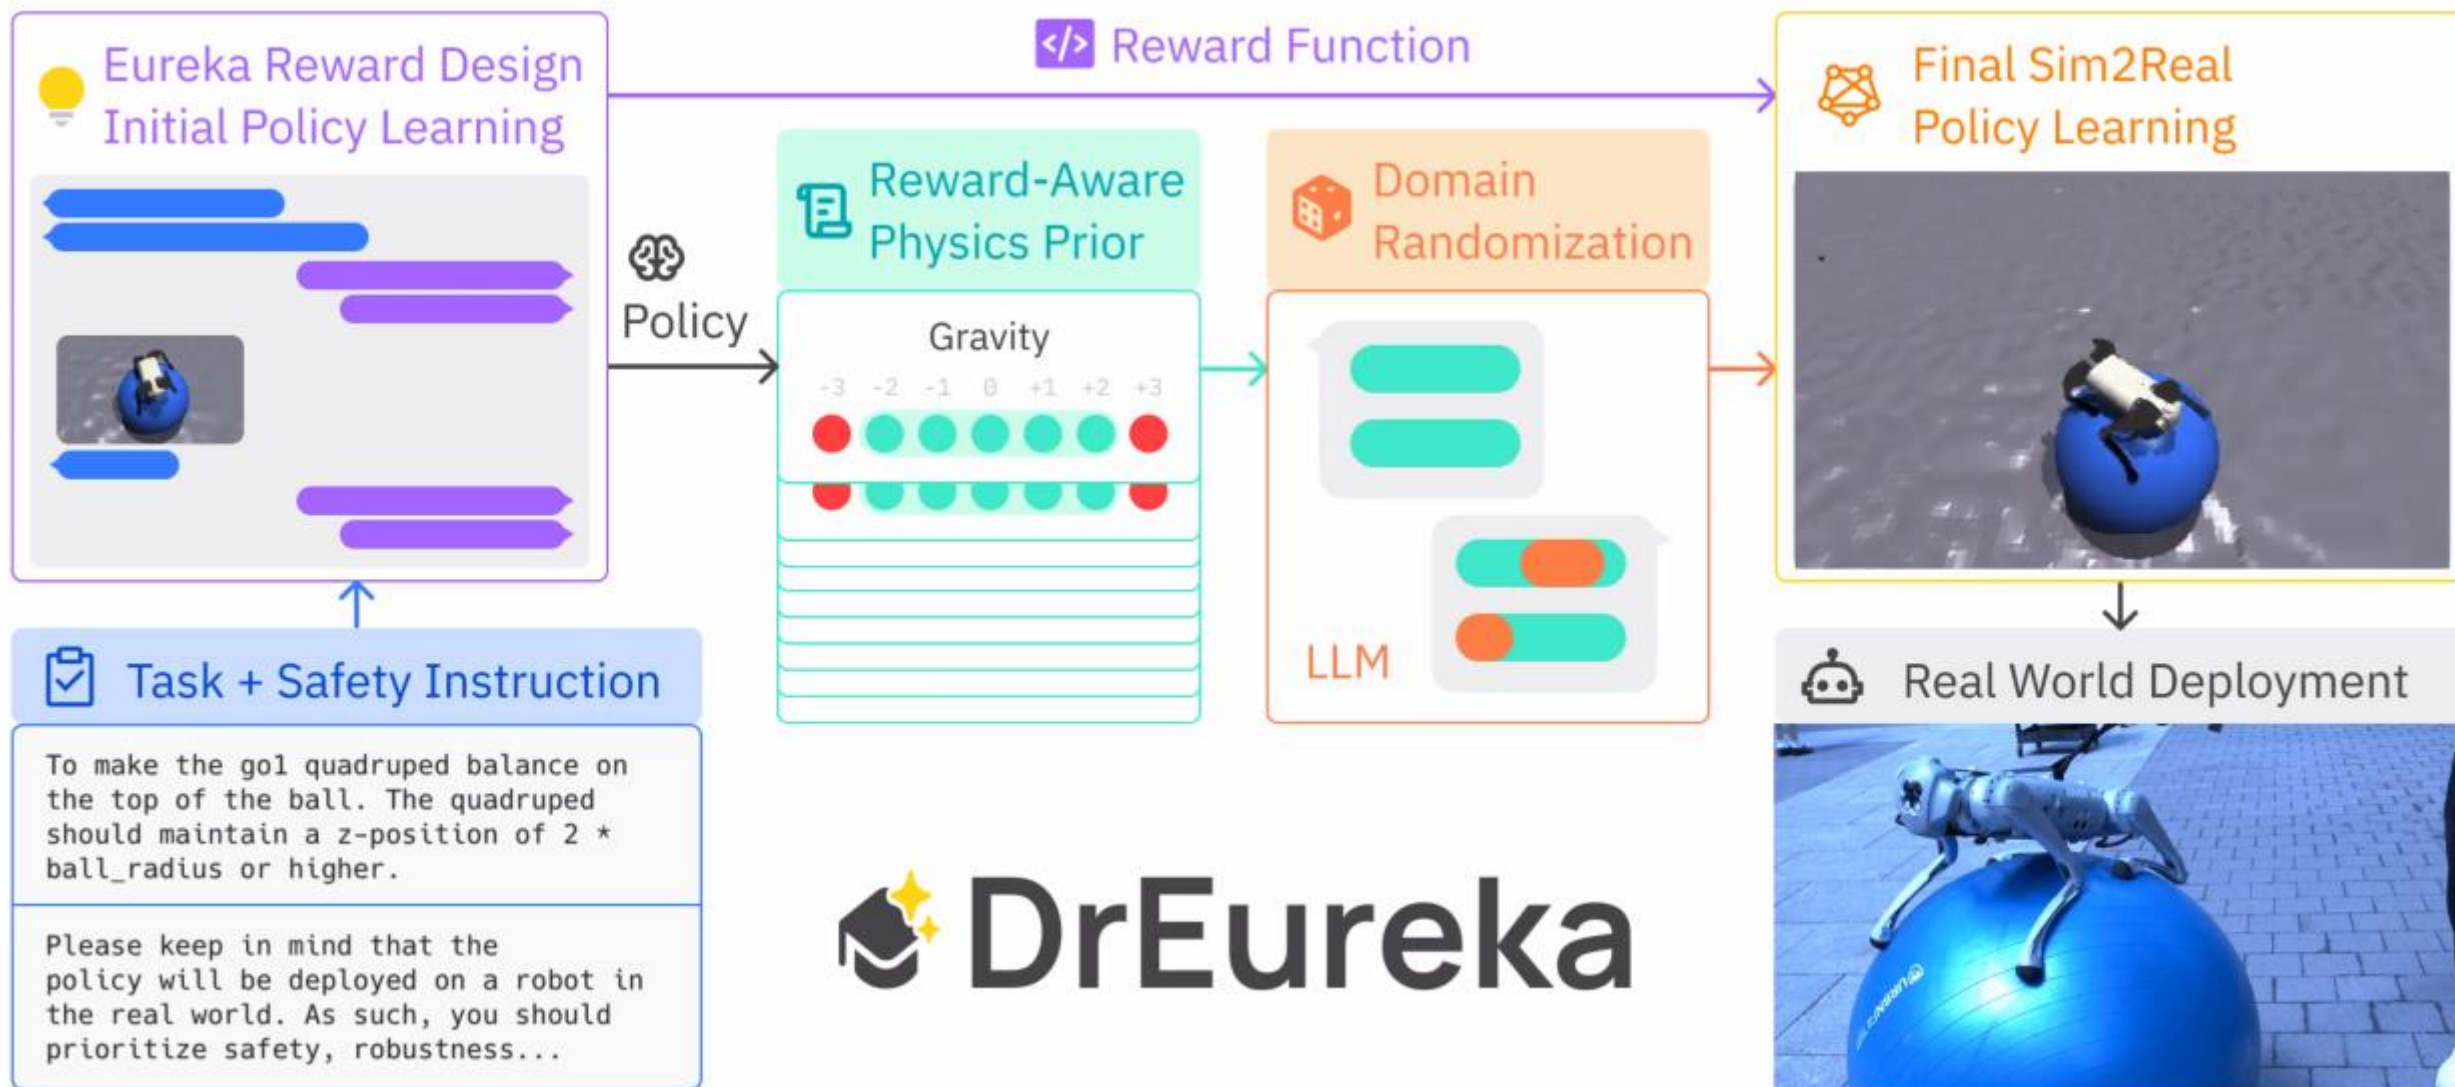 Eureka Reward Design
Initial Policy Learning
</> Reward Function
Final Sim2Real
Policy Learning
Policy
Reward-Aware
Physics Prior
Gravity
-3 -2 -1 0 +1 +2 +3
Domain
Randomization
LLM
Task + Safety Instruction
To make the go1 quadruped balance on
the top of the ball. The quadruped
should maintain a z-position of 2 *
ball_radius or higher.
Please keep in mind that the
policy will be deployed on a robot in
the real world. As such, you should
prioritize safety, robustness...
DrEureka
Real World Deployment